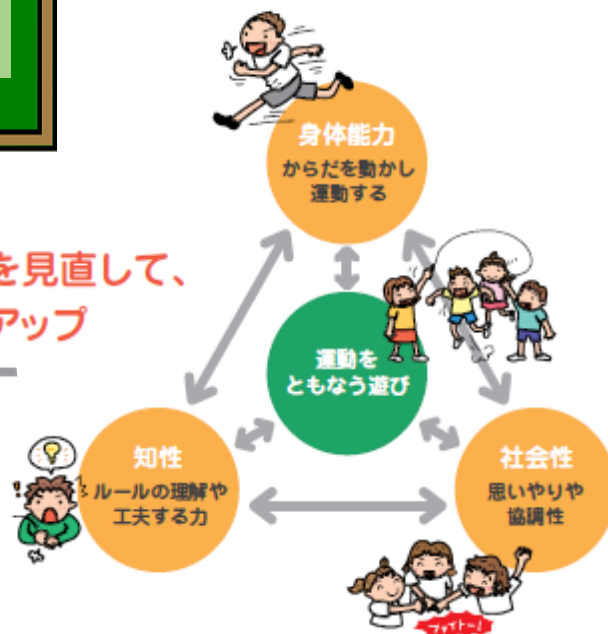 身体能力
からだを動かし
運動する
を見直して、
アップ
運動を
ともなう遊び
知性
ルールの理解や
工夫する力
社会性
思いやりや
協調性
ファイトー!